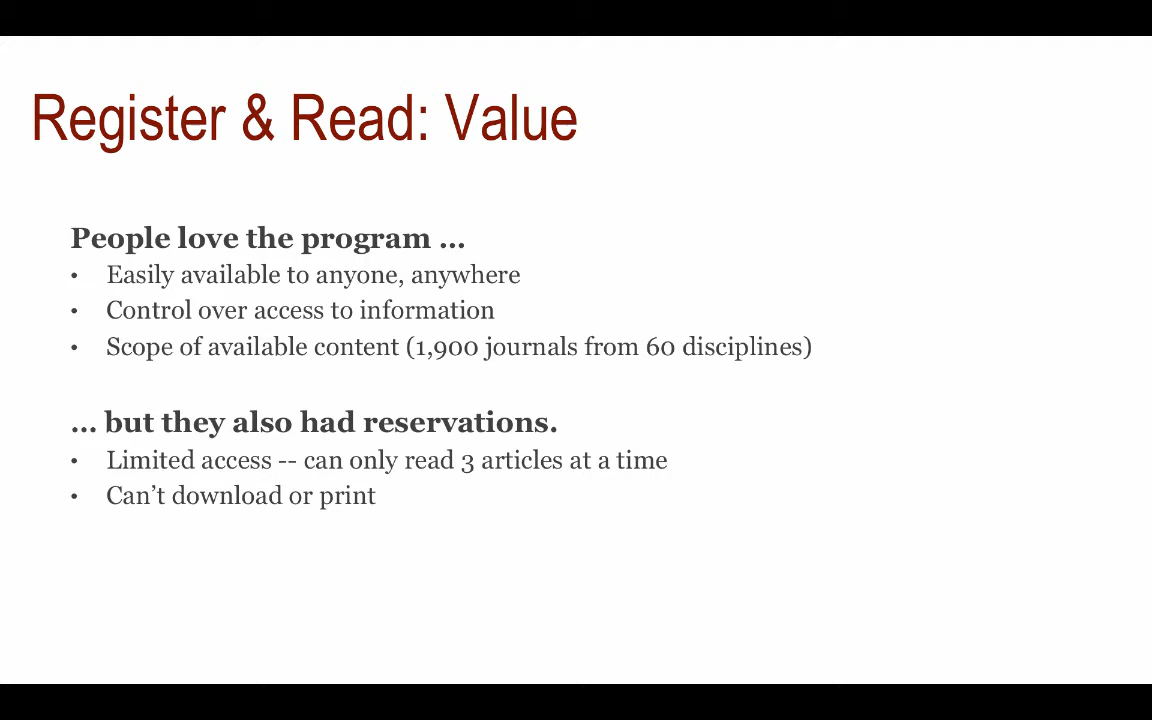 Register & Read: Value
People love the program ...
• Easily available to anyone, anywhere
• Control over access to information
• Scope of available content (1,900 journals from 60 disciplines)
... but they also had reservations.
• Limited access -- can only read 3 articles at a time
• Can’t download or print